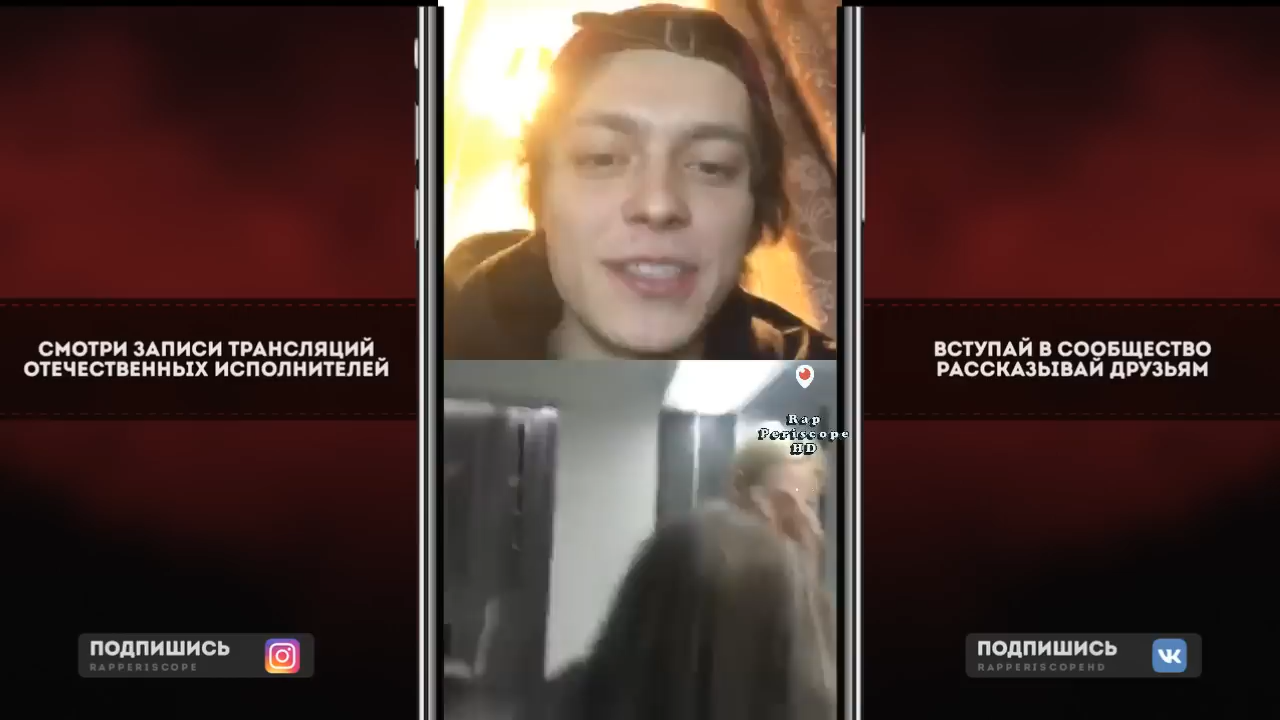 СМОТРИ ЗАПИСИ ТРАНСЛЯЦИЙ
ОТЕЧЕСТВЕННЫХ ИСПОЛНИТЕЛЕЙ
ВСТУПАЙ В СООБЩЕСТВО
РАССКАЗЫВАЙ ДРУЗЬЯМ
Rap
Periscope
HD
ПОДПИШИСЬ
RAPPERISCOPE
ПОДПИШИСЬ
RAPPERISCOPEHD